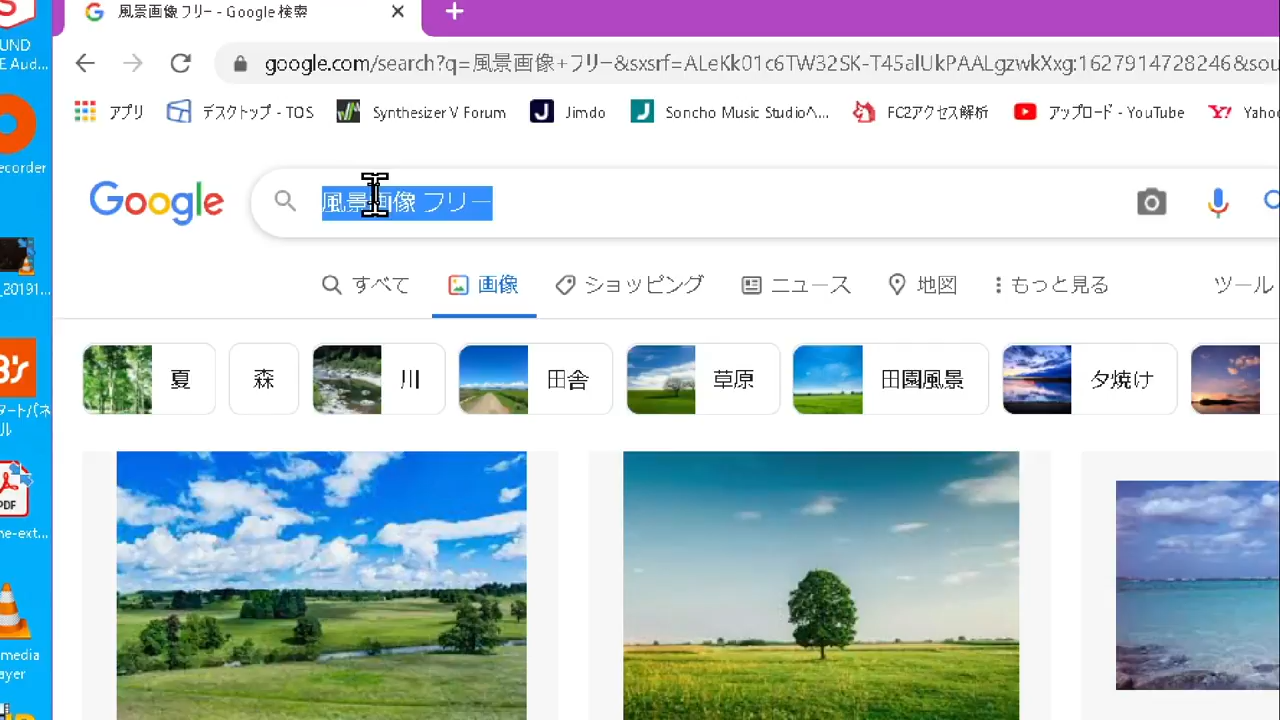 風景画像 フリー - Google 検索
google.com/search?q=風景画像+フリー&sxsrf=ALeKk01c6TW32SK-T45alUkPAALgzwkXxg:1627914728246&sou
アプリ デスクトップ - TOS Synthesizer V Forum Jimdo Soncho Music Studioへ... FC2アクセス解析 アップロード - YouTube Yahoo
Google 風景画像 フリー
すべて 画像 ショッピング ニュース 地図 もっと見る ツール
夏 森 川 田舎 草原 田園風景 夕焼け
UND
E Aud...
ecorder
_20191...
タートパネ
ル
PDF
ne-ext...
media
ayer